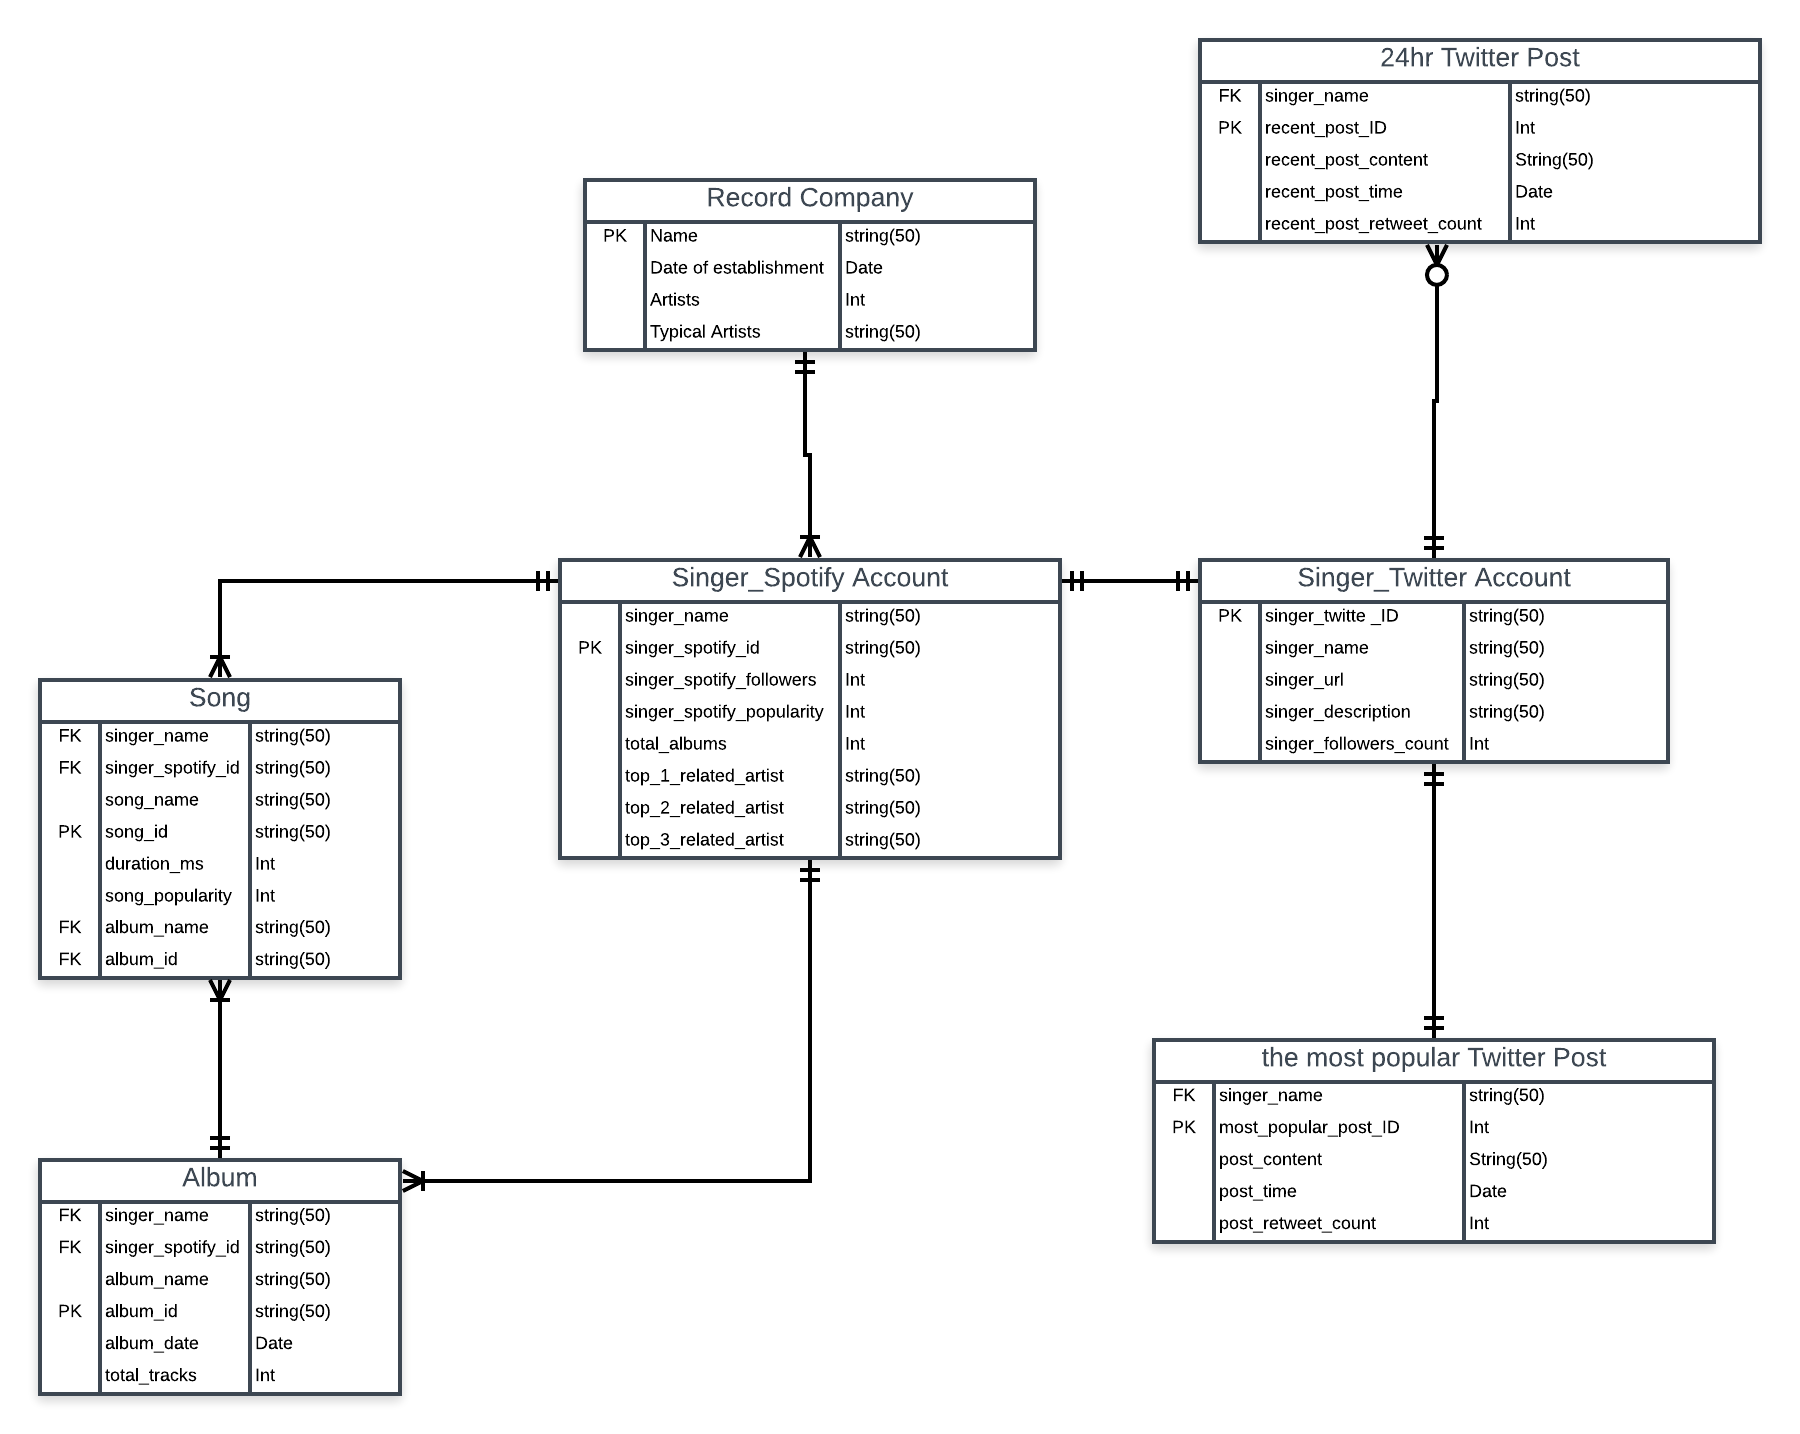 24hr Twitter Post
FK singer_name string(50)
PK recent_post_ID Int
recent_post_content String(50)
recent_post_time Date
recent_post_retweet_count Int
Record Company
PK Name string(50)
Date of establishment Date
Artists Int
Typical Artists string(50)
Singer_Spotify Account
singer_name string(50)
PK singer_spotify_id string(50)
singer_spotify_followers Int
singer_spotify_popularity Int
total_albums Int
top_1_related_artist string(50)
top_2_related_artist string(50)
top_3_related_artist string(50)
Singer_Twitter Account
PK singer_twitte _ID string(50)
singer_name string(50)
singer_url string(50)
singer_description string(50)
singer_followers_count Int
Song
FK singer_name string(50)
FK singer_spotify_id string(50)
song_name string(50)
PK song_id string(50)
duration_ms Int
song_popularity Int
FK album_name string(50)
FK album_id string(50)
the most popular Twitter Post
FK singer_name string(50)
PK most_popular_post_ID Int
post_content String(50)
post_time Date
post_retweet_count Int
Album
FK singer_name string(50)
FK singer_spotify_id string(50)
album_name string(50)
PK album_id string(50)
album_date Date
total_tracks Int